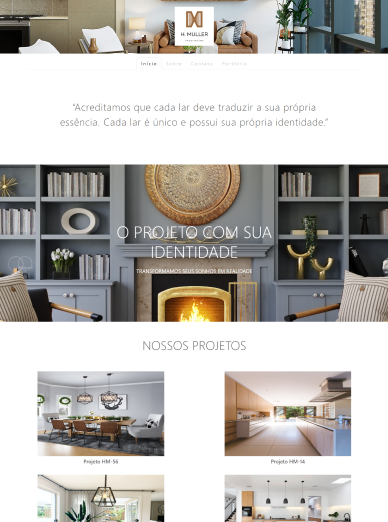 H.MULLER
Início Sobre Contato Portfólio
“Acreditamos que cada lar deve traduzir a sua própria
essência. Cada lar é único e possui sua própria identidade.”
O PROJETO COM SUA
IDENTIDADE
TRANSFORMAMOS SEUS SONHOS EM REALIDADE
NOSSOS PROJETOS
Projeto HM-56
Projeto HM-14